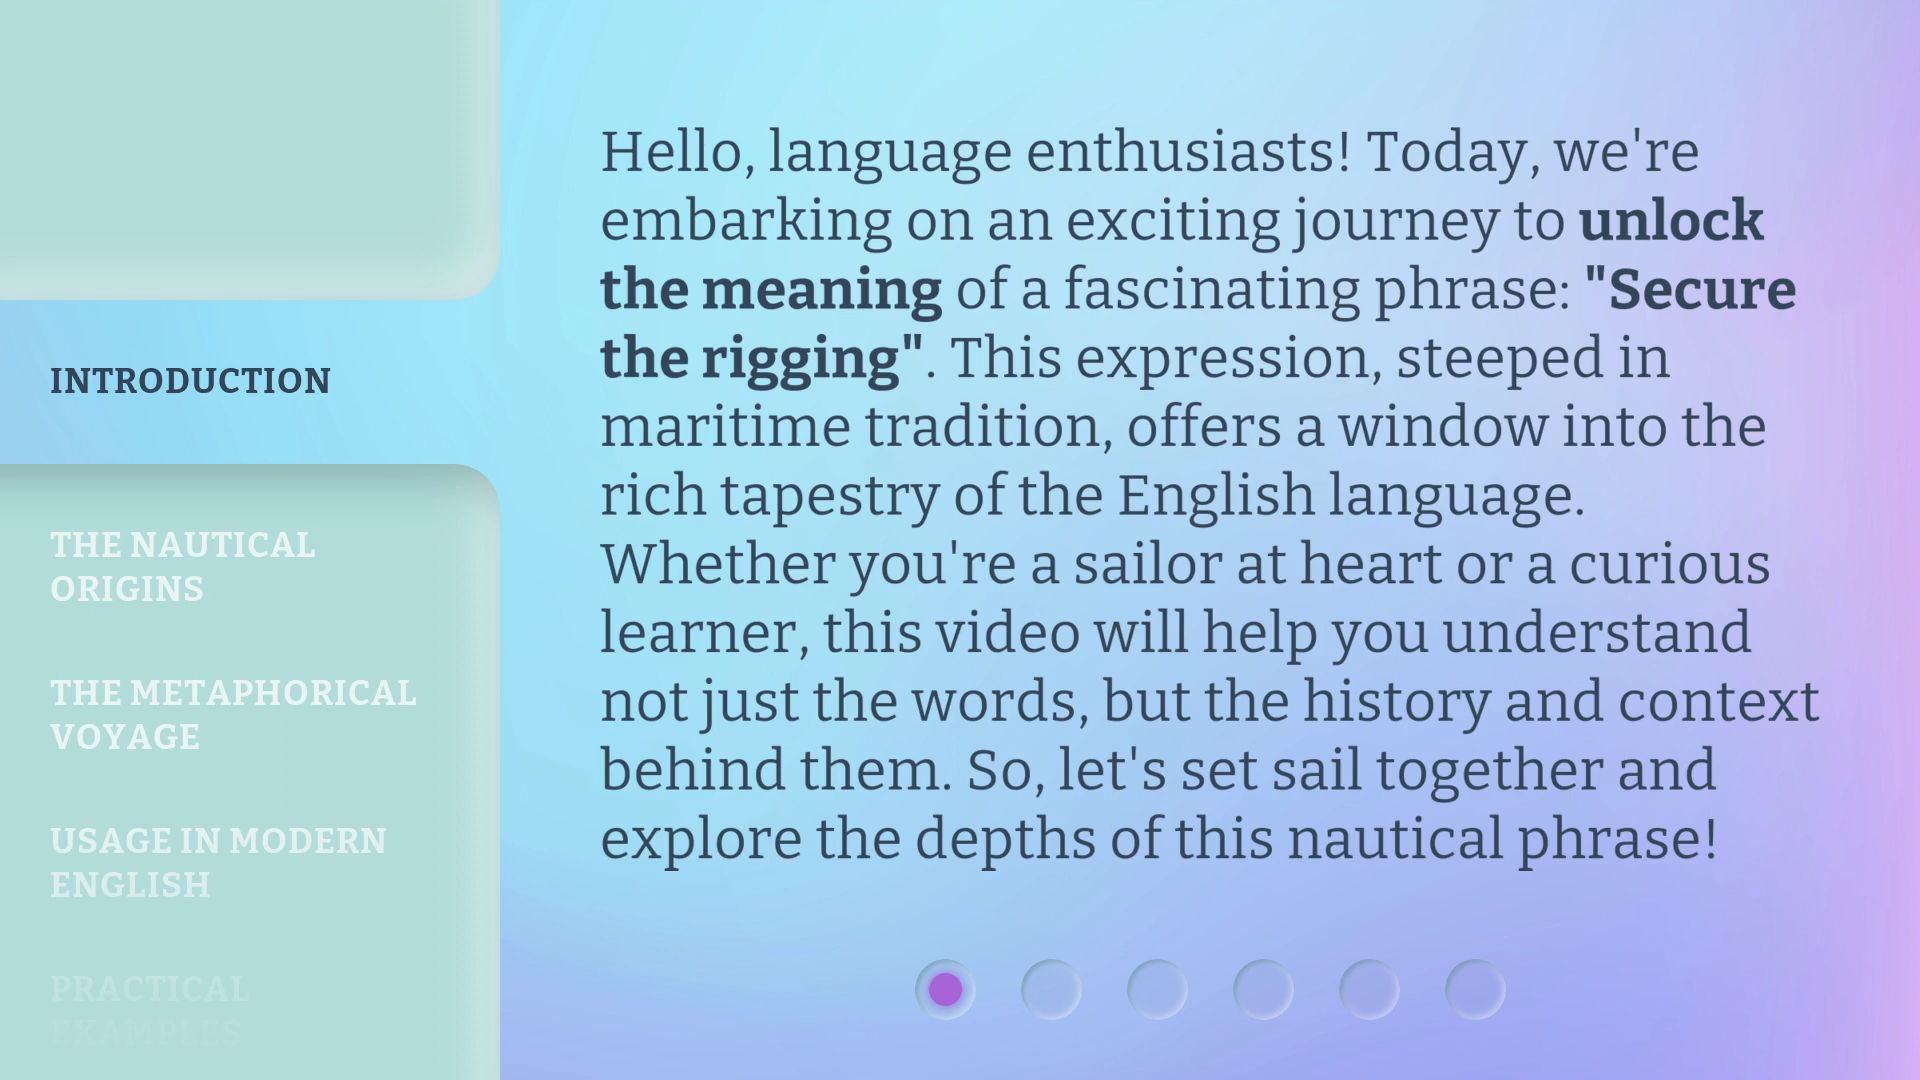 INTRODUCTION
THE NAUTICAL
ORIGINS
THE METAPHORICAL
VOYAGE
USAGE IN MODERN
ENGLISH
PRACTICAL
EXAMPLES
Hello, language enthusiasts! Today, we're
embarking on an exciting journey to unlock
the meaning of a fascinating phrase: "Secure
the rigging". This expression, steeped in
maritime tradition, offers a window into the
rich tapestry of the English language.
Whether you're a sailor at heart or a curious
learner, this video will help you understand
not just the words, but the history and context
behind them. So, let's set sail together and
explore the depths of this nautical phrase!